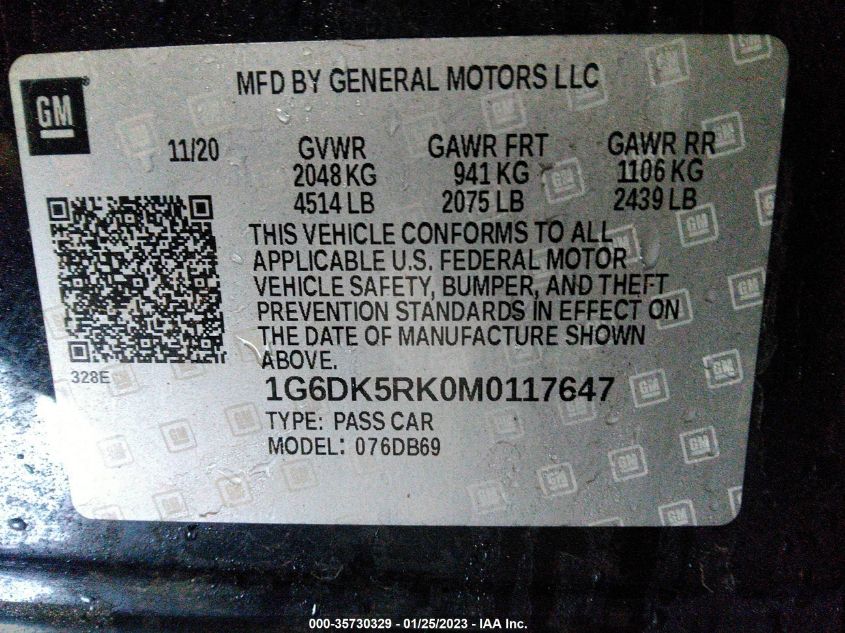 MFD BY GENERAL MOTORS LLC
GM
11/20
GVWR
2048 KG
4514 LB
GAWR FRT
941 KG
2075 LB
GAWR RR
1106 KG
2439 LB
THIS VEHICLE CONFORMS TO ALL
APPLICABLE U.S. FEDERAL MOTOR
VEHICLE SAFETY, BUMPER, AND THEFT
PREVENTION STANDARDS IN EFFECT ON
THE DATE OF MANUFACTURE SHOWN
ABOVE.
328E
1G6DK5RK0M0117647
TYPE: PASS CAR
MODEL: 076DB69
000-35730329 - 01/25/2023 - IAA Inc.